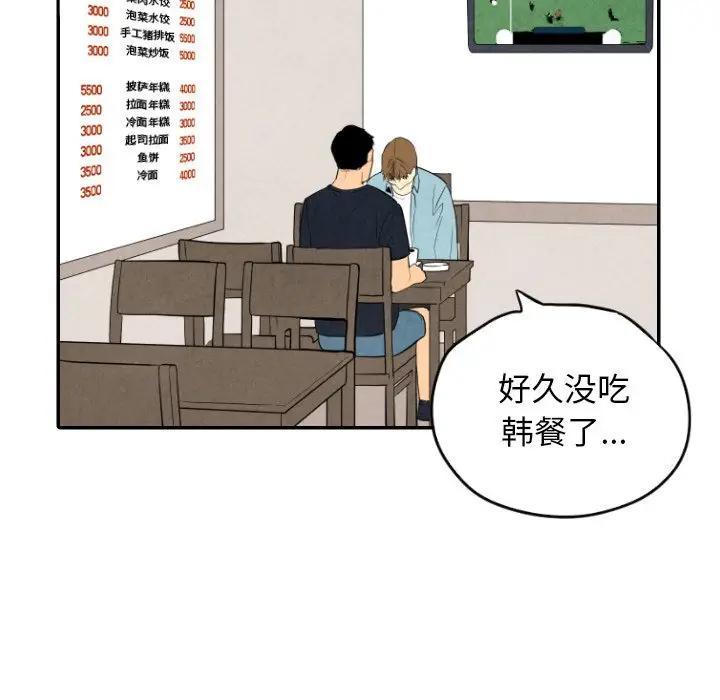 3000
3000
3000
5500
2500
3000
3000
3500
3500
2500
泡菜水饺 2500
手工猪排饭 5500
泡菜炒饭 5000
披萨年糕 4000
拉面年糕 3000
冷面年糕 3000
起司拉面 3500
鱼饼 2500
冷面 4000
好久没吃
韩餐了...